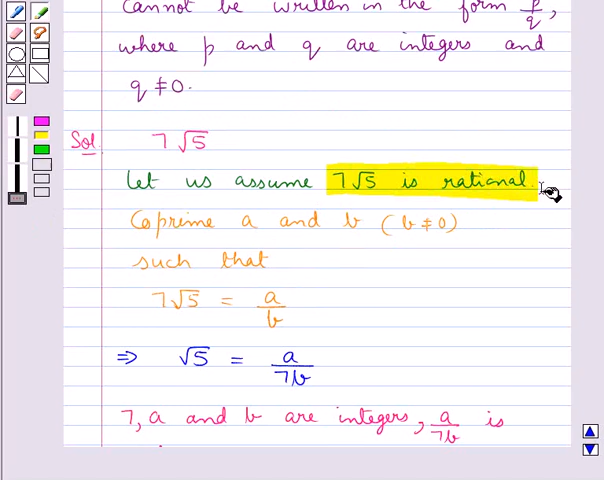 cannot be written in the form p/q,
where p and q are integers and
q ≠ 0.
Sol. 7√5
Let us assume 7√5 is rational.
Coprime a and b (b ≠ 0)
such that
7√5 = a/b
⇒ √5 = a/7b
7, a and b are integers, a/7b is